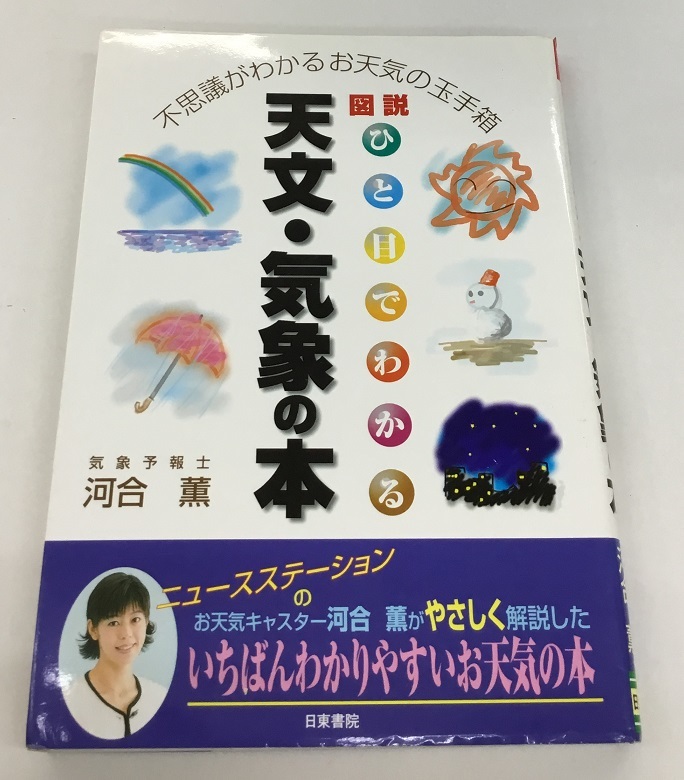 不思議がわかるお天気の玉手箱
図説
ひと目でわかる
天文・気象の本
気象予報士
河合 薫
ニュースステーション
の
お天気キャスター河合 薫がやさしく解説した
いちばんわかりやすいお天気の本
日東書院
河合 薫